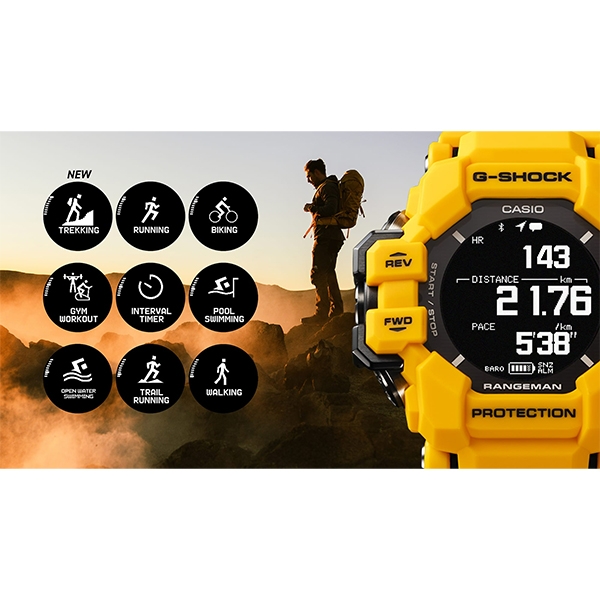 NEW
TREKKING
RUNNING
BIKING
GYM
WORKOUT
INTERVAL
TIMER
POOL
SWIMMING
OPEN WATER
SWIMMING
TRAIL
RUNNING
WALKING
G-SHOCK
CASIO
HR
143
DISTANCE km
21.76
PACE /km
5'38"
BARO SNZ
ALM
RANGEMAN
PROTECTION
REV
FWD
START / STOP